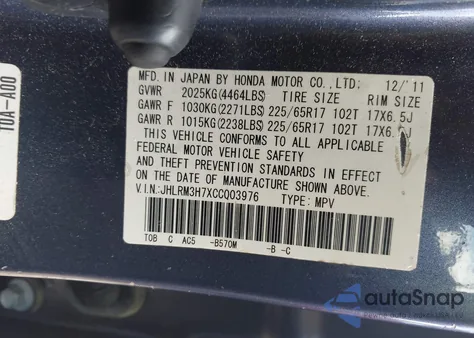 T0A-A00
MFD. IN JAPAN BY HONDA MOTOR CO., LTD: 12/'11
GVWR 2025KG(4464LBS) TIRE SIZE RIM SIZE
GAWR F 1030KG(2271LBS) 225/65R17 102T 17X6.5J
GAWR R 1015KG(2238LBS) 225/65R17 102T 17X6.5J
THIS VEHICLE CONFORMS TO ALL APPLICABLE
FEDERAL MOTOR VEHICLE SAFETY
AND THEFT PREVENTION STANDARDS IN EFFECT
ON THE DATE OF MANUFACTURE SHOWN ABOVE.
V.I.N: JHLRM3H7XCC003976 TYPE: MPV
T0B C AC5 -B570M -B -C
autoSnap